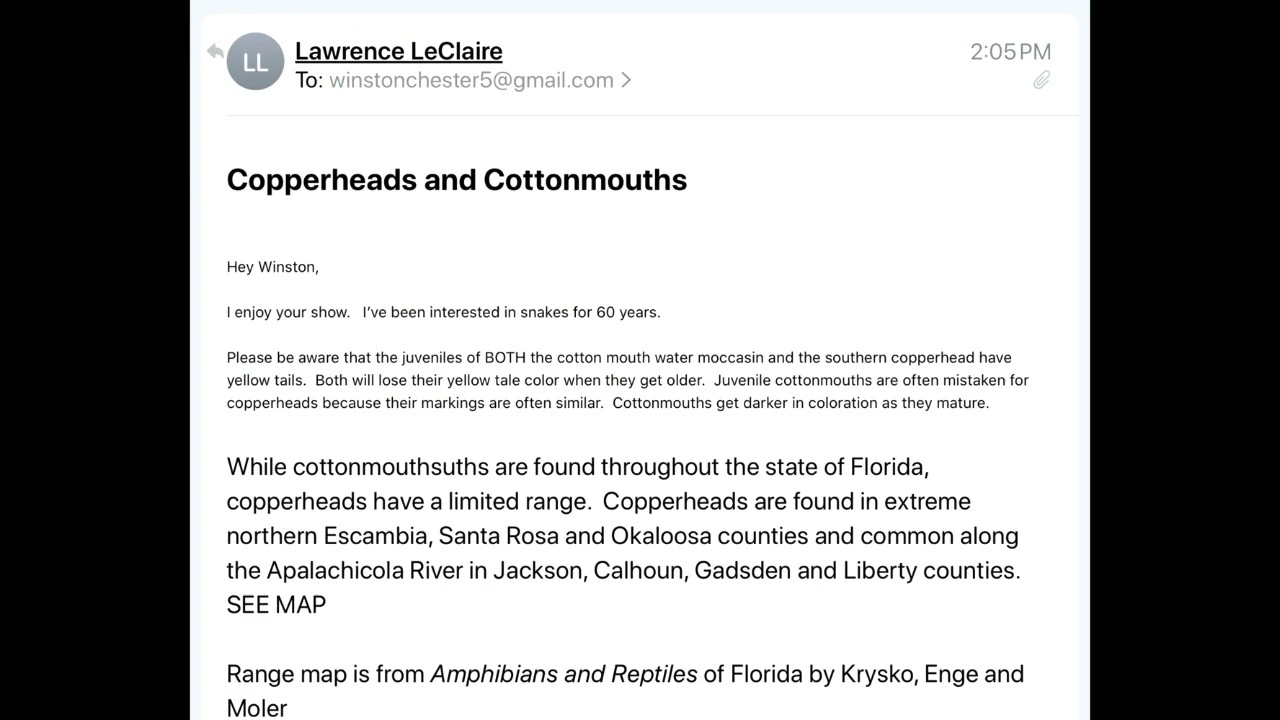 LL
Lawrence LeClaire
2:05 PM
To: winstonchester5@gmail.com >
Copperheads and Cottonmouths
Hey Winston,
I enjoy your show.   I've been interested in snakes for 60 years.
Please be aware that the juveniles of BOTH the cotton mouth water moccasin and the southern copperhead have
yellow tails.  Both will lose their yellow tale color when they get older.  Juvenile cottonmouths are often mistaken for
copperheads because their markings are often similar.  Cottonmouths get darker in coloration as they mature.
While cottonmouthsuths are found throughout the state of Florida,
copperheads have a limited range.  Copperheads are found in extreme
northern Escambia, Santa Rosa and Okaloosa counties and common along
the Apalachicola River in Jackson, Calhoun, Gadsden and Liberty counties.
SEE MAP
Range map is from Amphibians and Reptiles of Florida by Krysko, Enge and
Moler